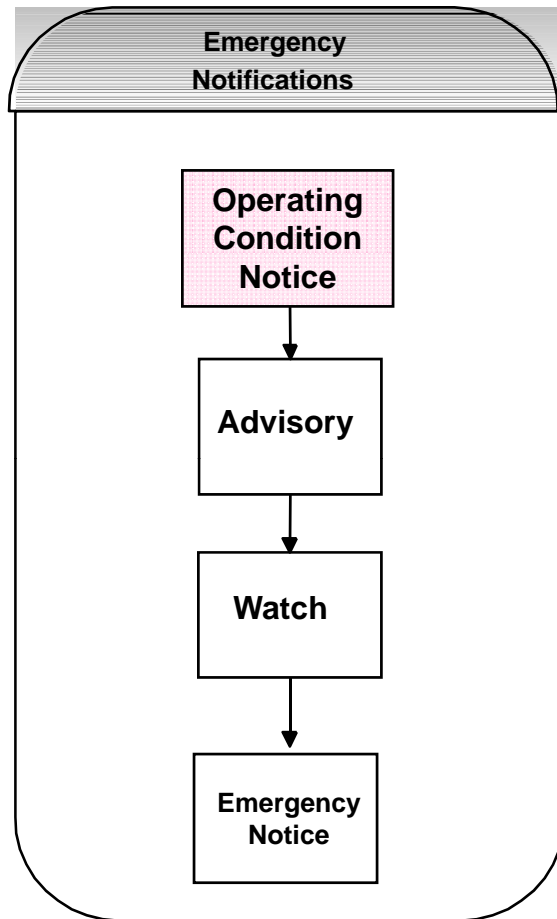 Emergency
Notifications
Operating
Condition
Notice
Advisory
Watch
Emergency
Notice